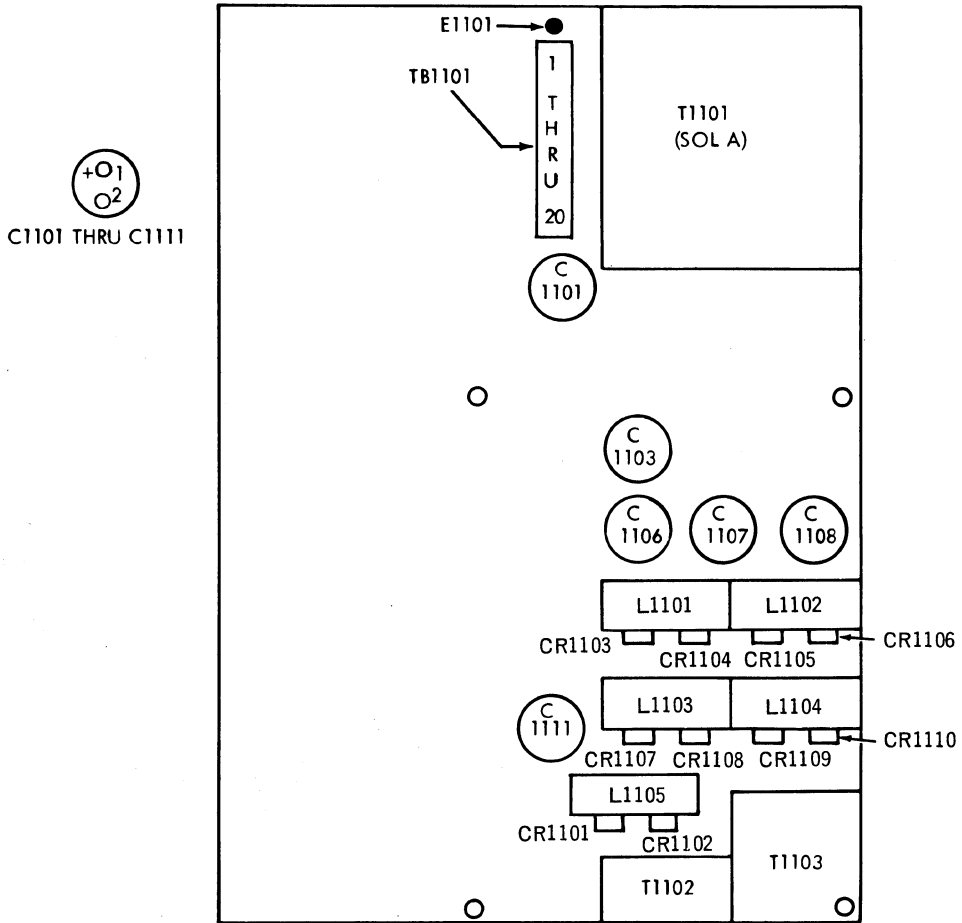 E1101
TB1101
1
T
H
R
U
20
T1101
(SOL A)
+ 1
2
C1101 THRU C1111
C
1101
C
1103
C
1106
C
1107
C
1108
L1101
L1102
CR1103
CR1104
CR1105
CR1106
L1103
L1104
C
1111
CR1107
CR1108
CR1109
CR1110
L1105
CR1101
CR1102
T1102
T1103